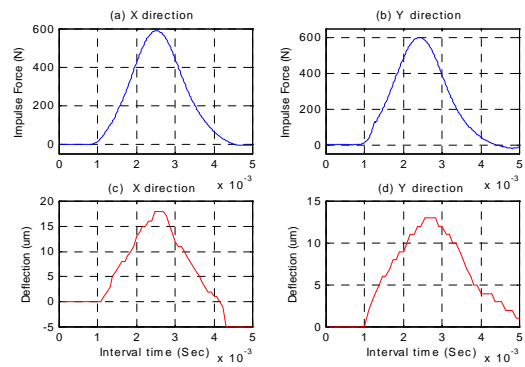 (a) X direction
(b) Y direction
Impulse Force (N)
600
400
200
0
0 1 2 3 4 5
x 10⁻³
Impulse Force (N)
600
400
200
0
0 1 2 3 4 5
x 10⁻³
(c) X direction
(d) Y direction
Deflection (um)
20
15
10
5
0
-5
0 1 2 3 4 5
Interval time (Sec) x 10⁻³
Deflection (um)
15
10
5
0
0 1 2 3 4 5
Interval time (Sec) x 10⁻³